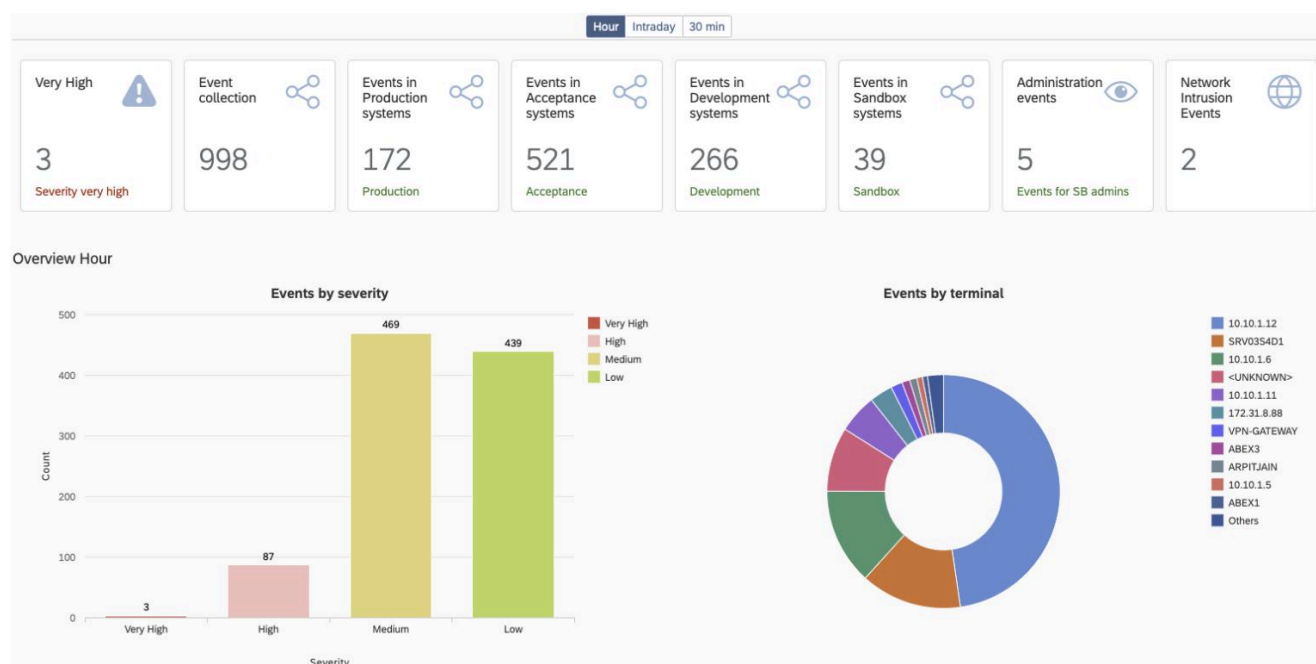 Hour Intraday 30 min
Very High
3
Severity very high
Event
collection
998
Events in
Production
systems
172
Production
Events in
Acceptance
systems
521
Acceptance
Events in
Development
systems
266
Development
Events in
Sandbox
systems
39
Sandbox
Administration
events
5
Events for SB admins
Network
Intrusion
Events
2
Overview Hour
Events by severity
500
400
300
200
100
0
Count
3
87
469
439
Very High
High
Medium
Low
Severity
Very High
High
Medium
Low
Events by terminal
10.10.1.12
SRV03S4D1
10.10.1.6
<UNKNOWN>
10.10.1.11
172.31.8.88
VPN-GATEWAY
ABEX3
ARPITJAIN
10.10.1.5
ABEX1
Others